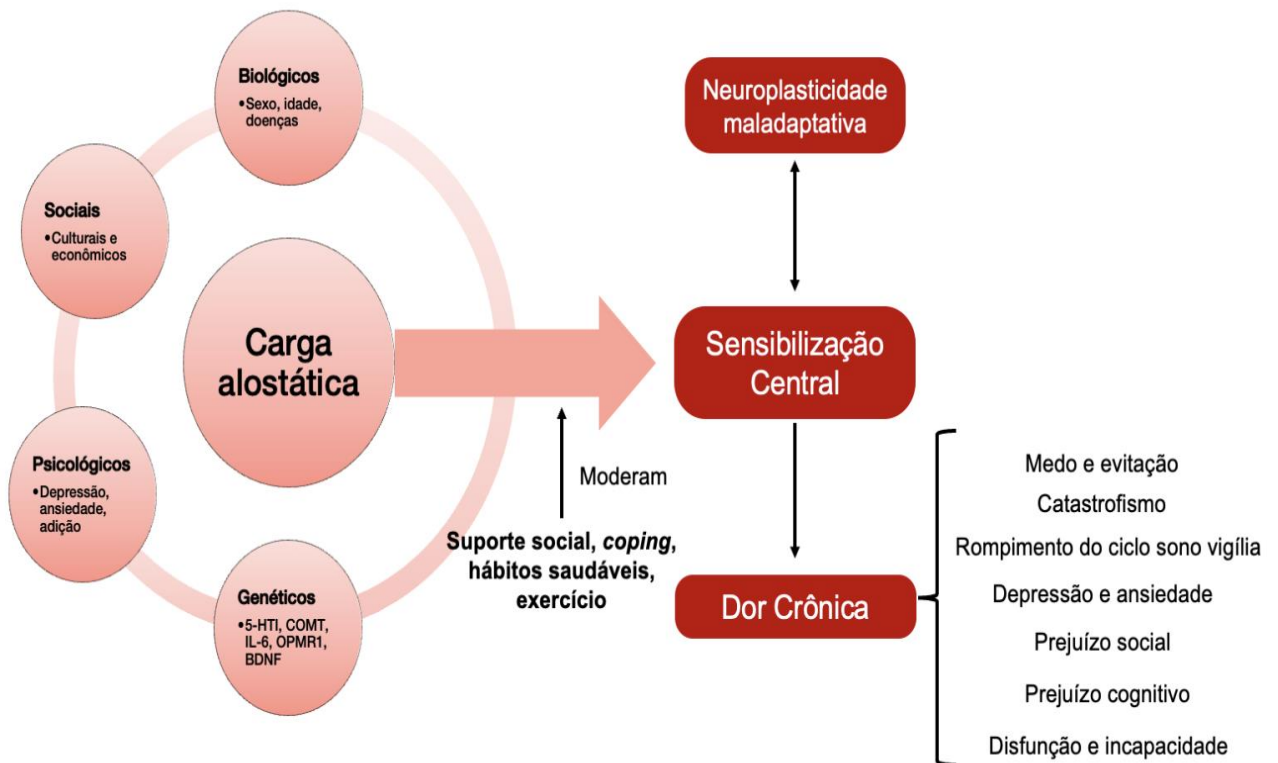 Biológicos
•Sexo, idade,
doenças
Sociais
•Culturais e
econômicos
Carga
alostática
Psicológicos
•Depressão,
ansiedade,
adição
Genéticos
•5-HTI, COMT,
IL-6, OPMR1,
BDNF
Moderam
Suporte social, coping,
hábitos saudáveis,
exercício
Neuroplasticidade
maladaptativa
Sensibilização
Central
Dor Crônica
Medo e evitação
Catastrofismo
Rompimento do ciclo sono vigília
Depressão e ansiedade
Prejuízo social
Prejuízo cognitivo
Disfunção e incapacidade